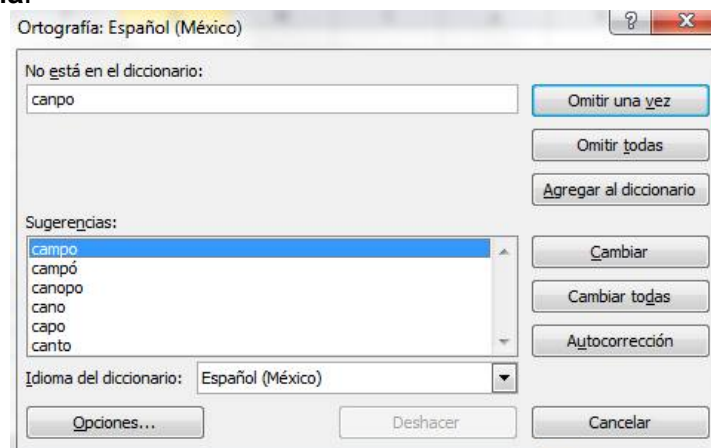 Ortografía: Español (México)
No está en el diccionario:
canpo
Omitir una vez
Omitir todas
Agregar al diccionario
Sugerencias:
campo
campó
canopo
cano
capo
canto
Cambiar
Cambiar todas
Autocorrección
Idioma del diccionario: Español (México)
Opciones... Deshacer Cancelar